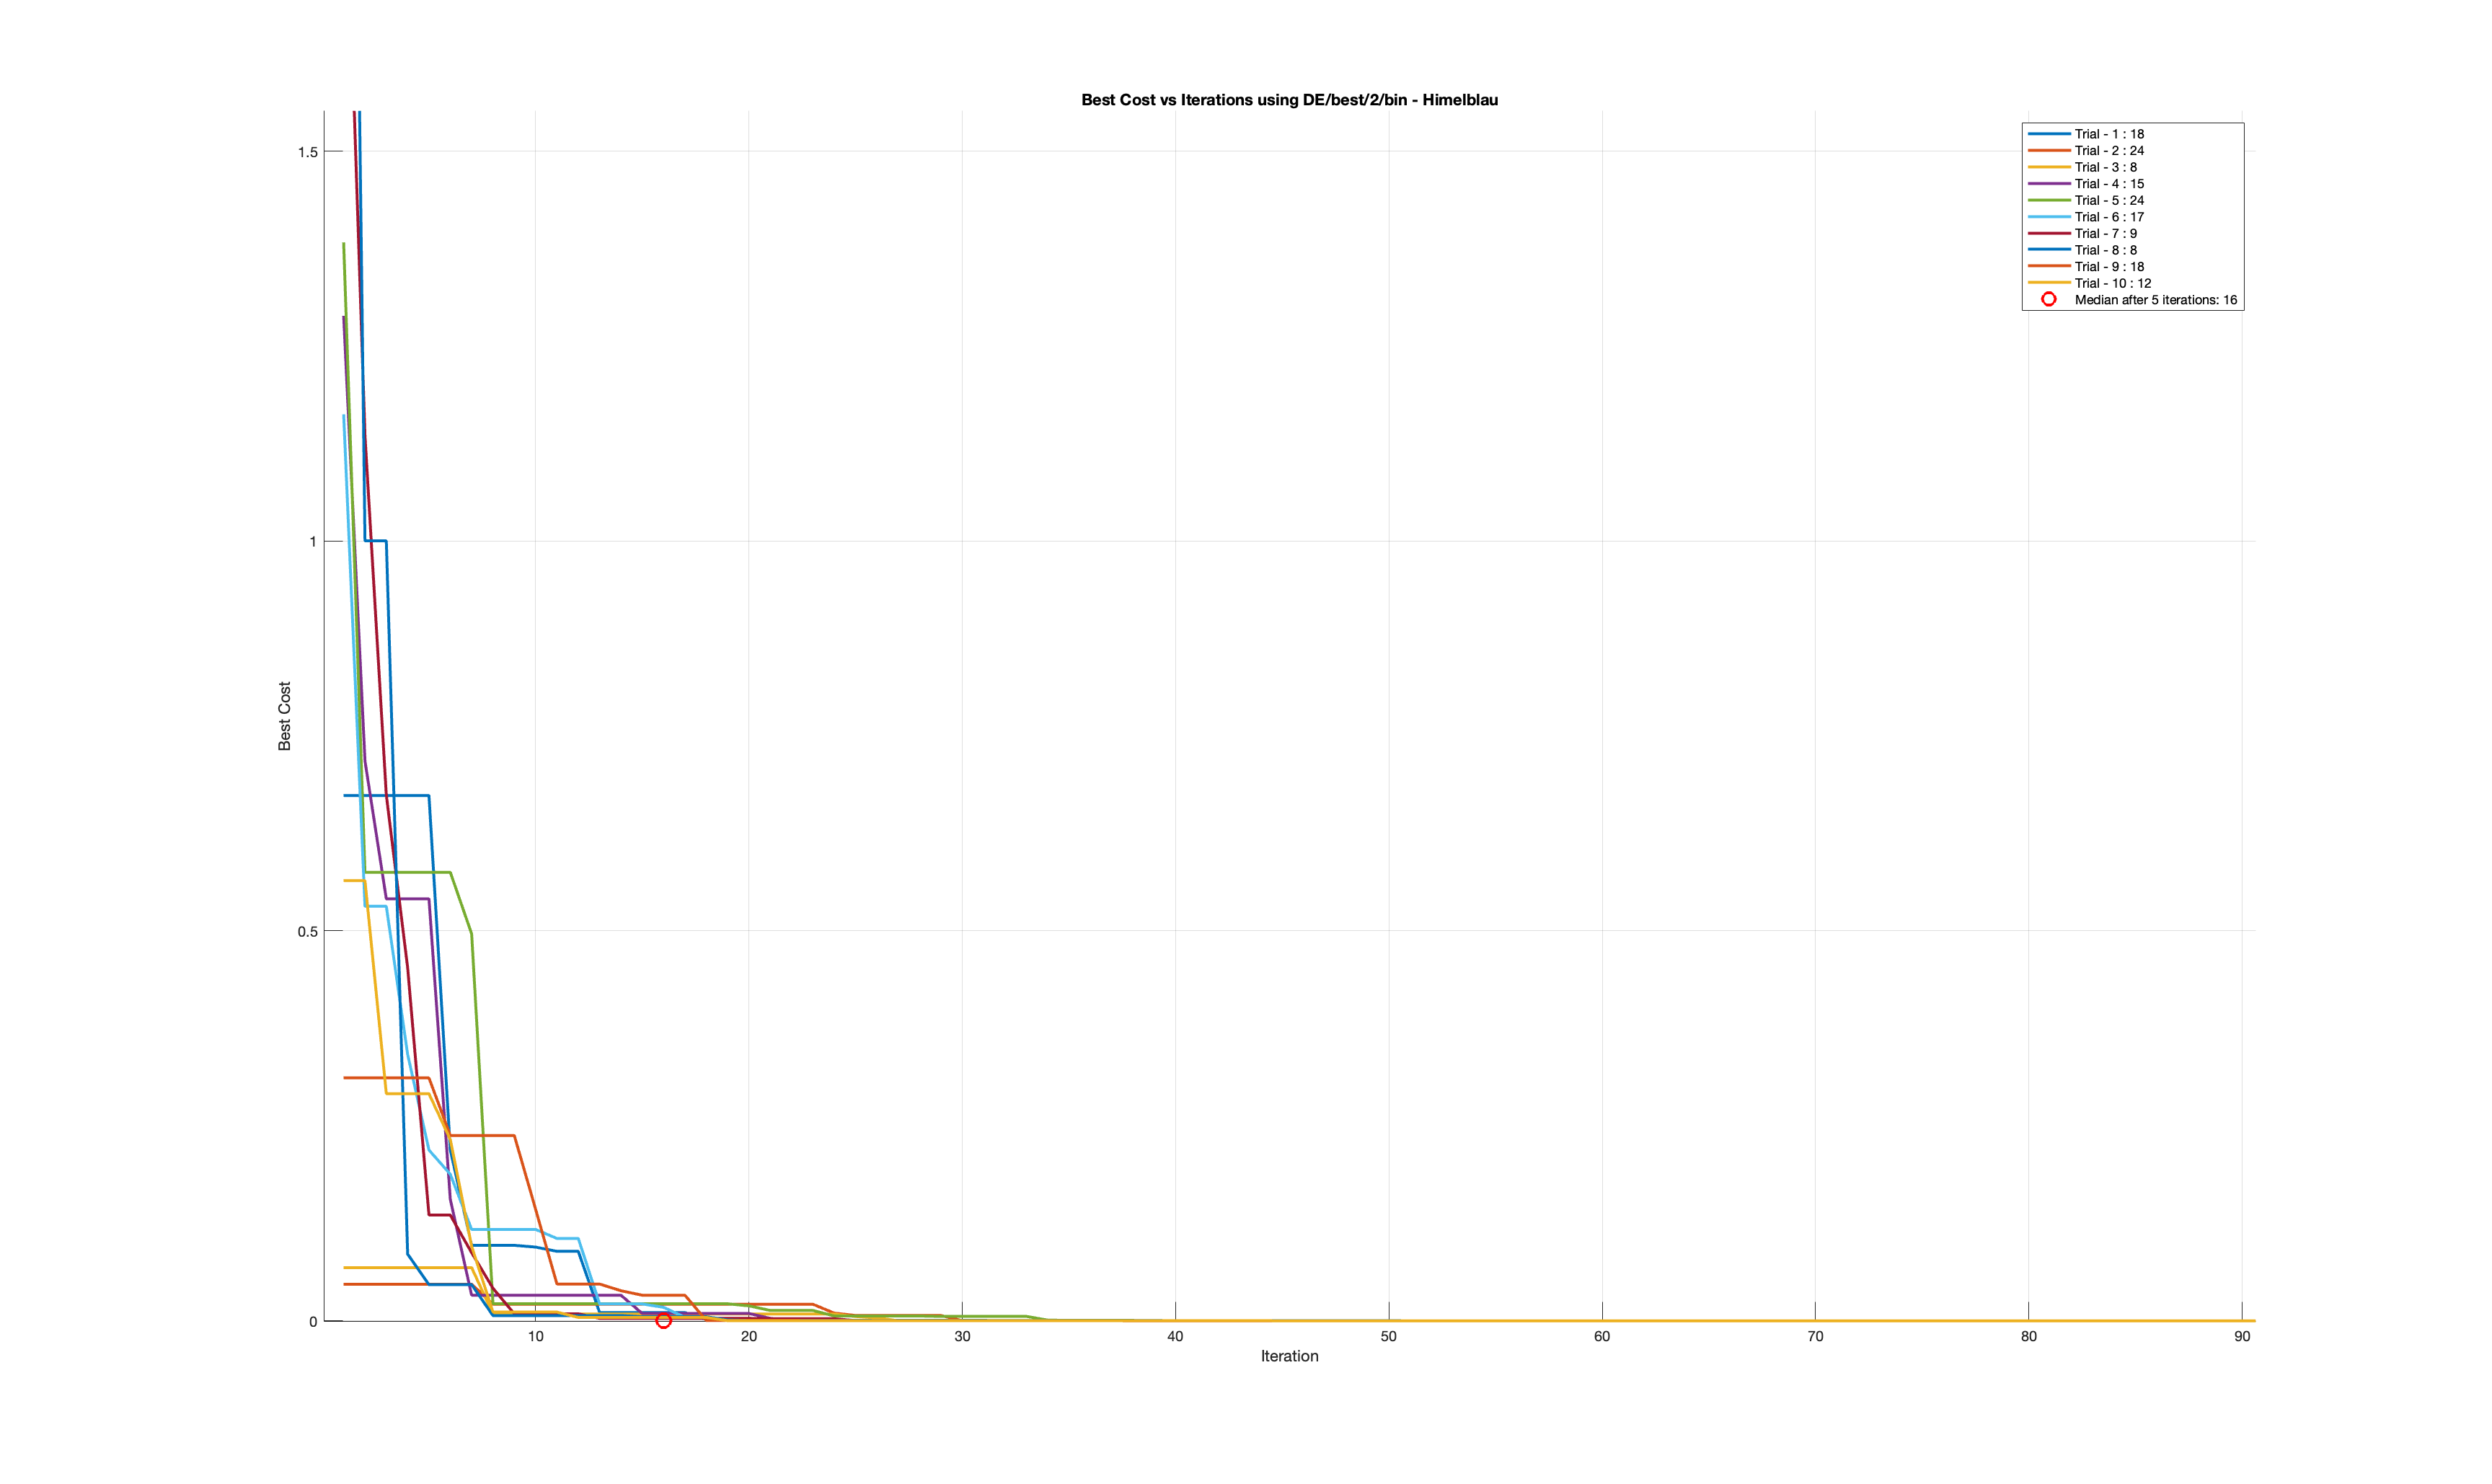 Best Cost vs Iterations using DE/best/2/bin - Himelblau
Trial - 1 : 18
Trial - 2 : 24
Trial - 3 : 8
Trial - 4 : 15
Trial - 5 : 24
Trial - 6 : 17
Trial - 7 : 9
Trial - 8 : 8
Trial - 9 : 18
Trial - 10 : 12
Median after 5 iterations: 16
1.5
1
0.5
0
Best Cost
10 20 30 40 50 60 70 80 90
Iteration